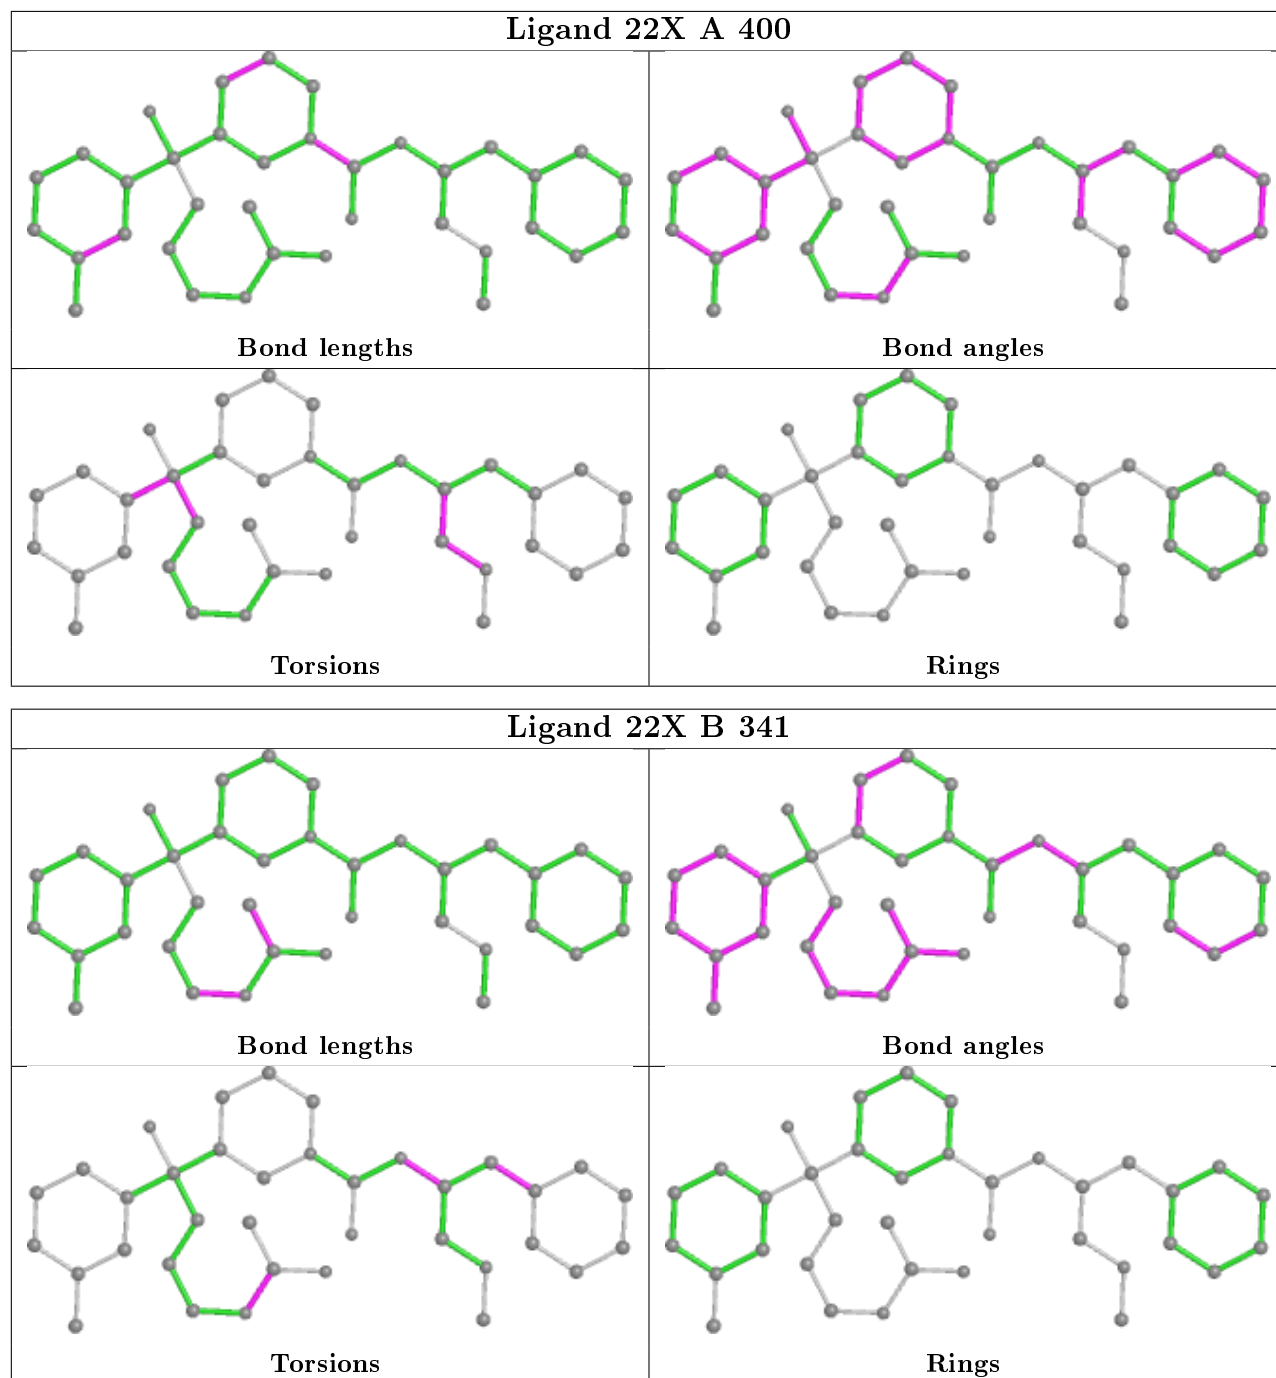 Ligand 22X A 400
Bond lengths
Bond angles
Torsions
Rings
Ligand 22X B 341
Bond lengths
Bond angles
Torsions
Rings